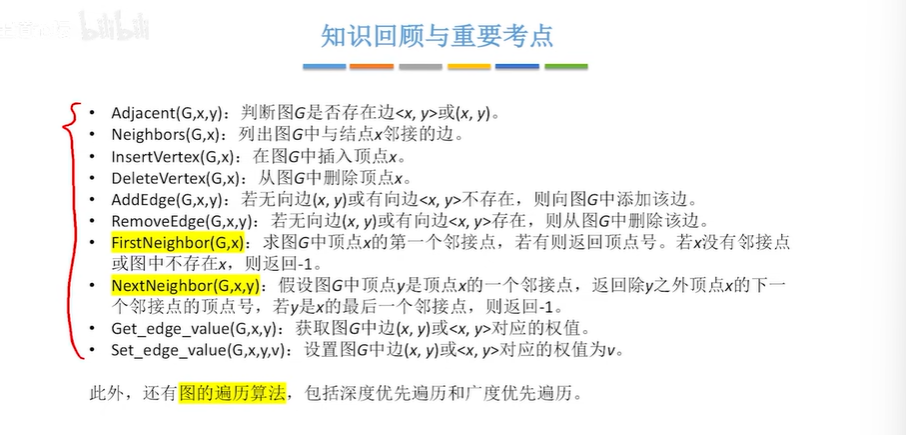 bilibili
知识回顾与重要考点
• Adjacent(G,x,y)：判断图G是否存在边<x, y>或(x, y)。
• Neighbors(G,x)：列出图G中与结点x邻接的边。
• InsertVertex(G,x)：在图G中插入顶点x。
• DeleteVertex(G,x)：从图G中删除顶点x。
• AddEdge(G,x,y)：若无向边(x, y)或有向边<x, y>不存在，则向图G中添加该边。
• RemoveEdge(G,x,y)：若无向边(x, y)或有向边<x, y>存在，则从图G中删除该边。
• FirstNeighbor(G,x)：求图G中顶点x的第一个邻接点，若有则返回顶点号。若x没有邻接点
或图中不存在x，则返回-1。
• NextNeighbor(G,x,y)：假设图G中顶点y是顶点x的一个邻接点，返回除y之外顶点x的下一
个邻接点的顶点号，若y是x的最后一个邻接点，则返回-1。
• Get_edge_value(G,x,y)：获取图G中边(x, y)或<x, y>对应的权值。
• Set_edge_value(G,x,y,v)：设置图G中边(x, y)或<x, y>对应的权值为v。
此外，还有图的遍历算法，包括深度优先遍历和广度优先遍历。